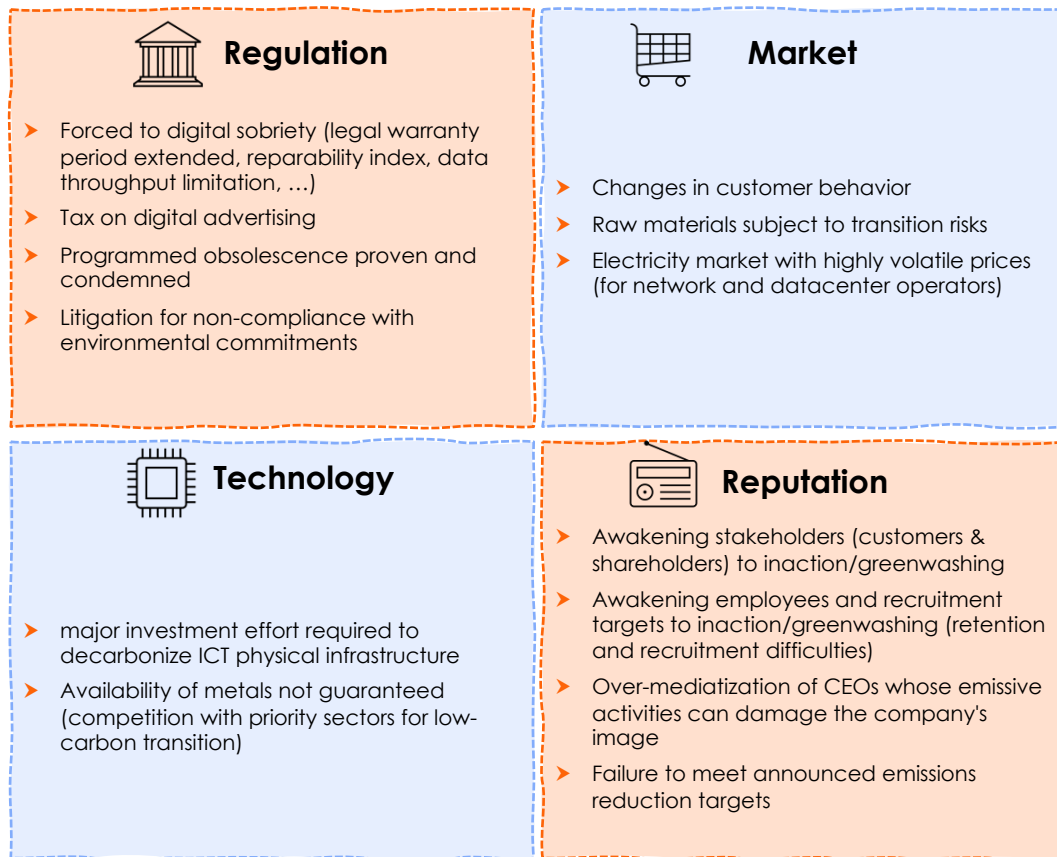 Regulation
➤ Forced to digital sobriety (legal warranty
period extended, reparability index, data
throughput limitation, …)
➤ Tax on digital advertising
➤ Programmed obsolescence proven and
condemned
➤ Litigation for non-compliance with
environmental commitments
Market
➤ Changes in customer behavior
➤ Raw materials subject to transition risks
➤ Electricity market with highly volatile prices
(for network and datacenter operators)
Technology
➤ major investment effort required to
decarbonize ICT physical infrastructure
➤ Availability of metals not guaranteed
(competition with priority sectors for low-
carbon transition)
Reputation
➤ Awakening stakeholders (customers &
shareholders) to inaction/greenwashing
➤ Awakening employees and recruitment
targets to inaction/greenwashing (retention
and recruitment difficulties)
➤ Over-mediatization of CEOs whose emissive
activities can damage the company's
image
➤ Failure to meet announced emissions
reduction targets